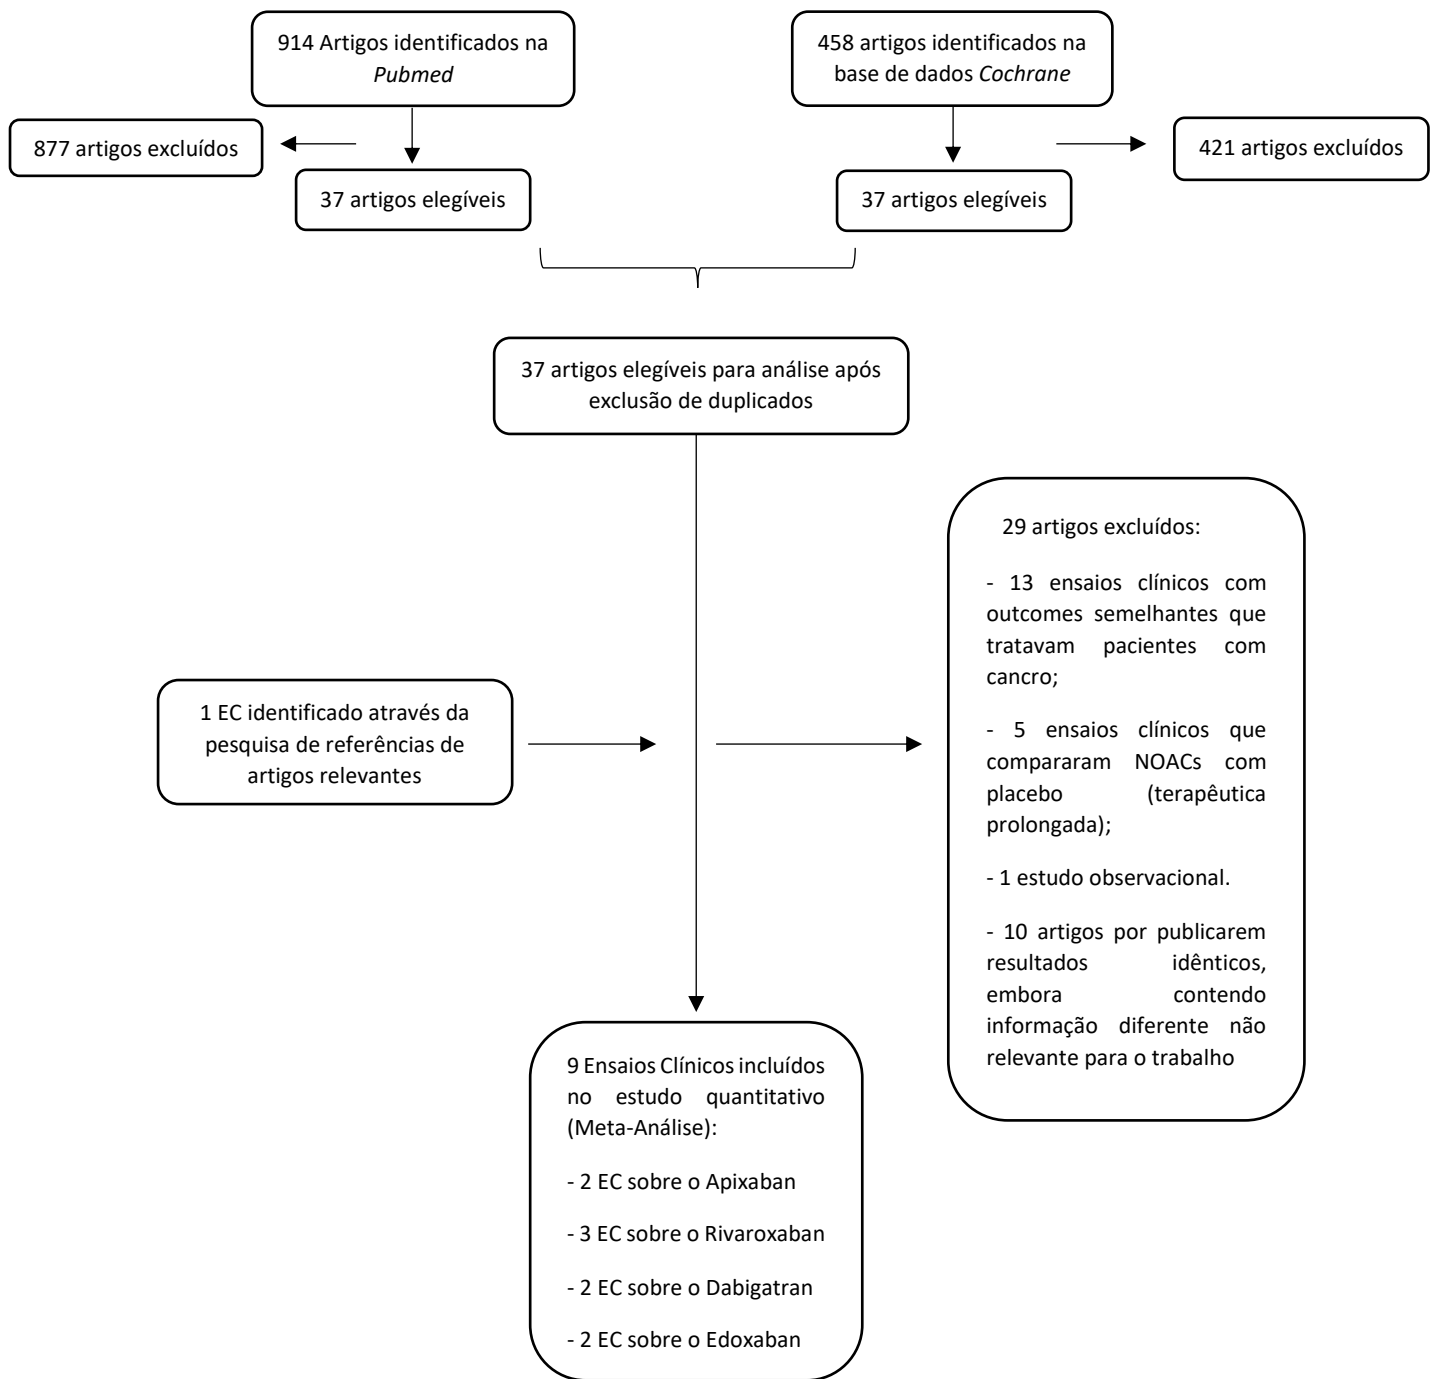 914 Artigos identificados na
Pubmed
458 artigos identificados na
base de dados Cochrane
877 artigos excluídos
421 artigos excluídos
37 artigos elegíveis
37 artigos elegíveis
37 artigos elegíveis para análise após
exclusão de duplicados
29 artigos excluídos:
- 13 ensaios clínicos com
outcomes semelhantes que
tratavam pacientes com
cancro;
- 5 ensaios clínicos que
compararam NOACs com
placebo (terapêutica
prolongada);
- 1 estudo observacional.
- 10 artigos por publicarem
resultados idênticos,
embora contendo
informação diferente não
relevante para o trabalho
1 EC identificado através da
pesquisa de referências de
artigos relevantes
9 Ensaios Clínicos incluídos
no estudo quantitativo
(Meta-Análise):
- 2 EC sobre o Apixaban
- 3 EC sobre o Rivaroxaban
- 2 EC sobre o Dabigatran
- 2 EC sobre o Edoxaban